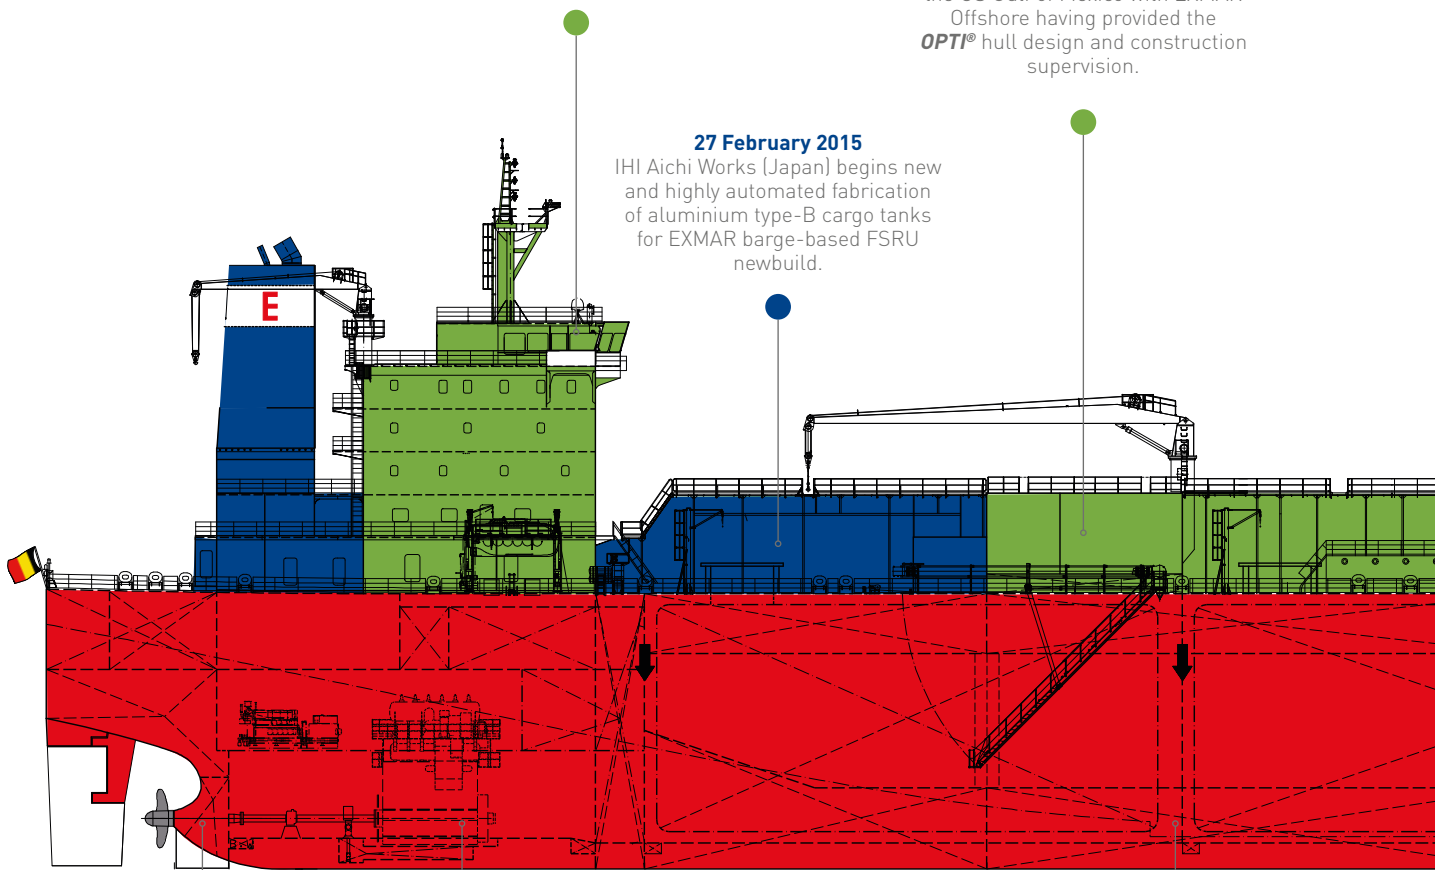 Offshore having provided the
OPTI® hull design and construction
supervision.
27 February 2015
IHI Aichi Works (Japan) begins new
and highly automated fabrication
of aluminium type-B cargo tanks
for EXMAR barge-based FSRU
newbuild.
E